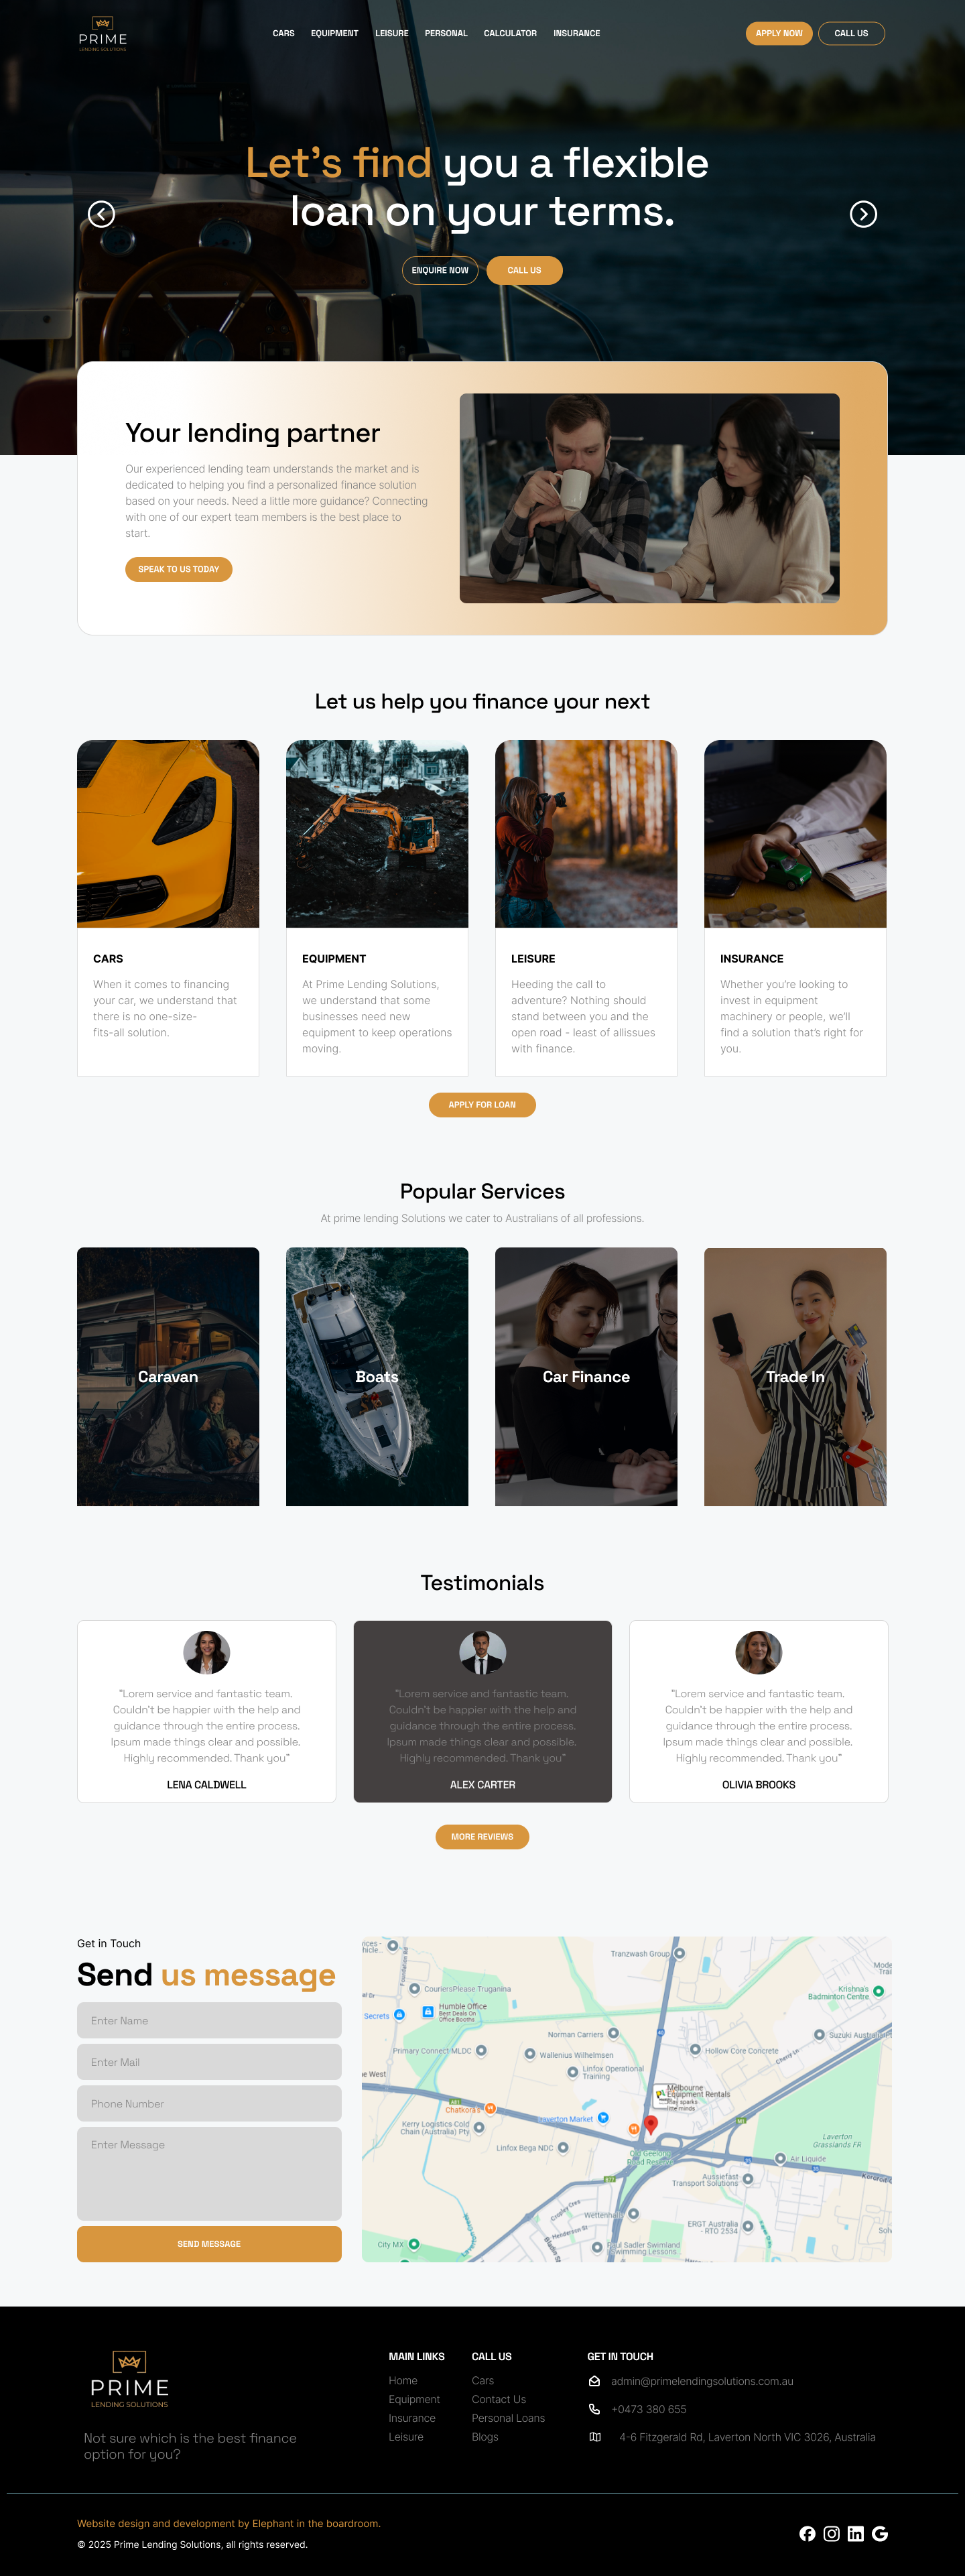 PRIME
LENDING SOLUTIONS
CARS EQUIPMENT LEISURE PERSONAL CALCULATOR INSURANCE
APPLY NOW CALL US
Let's find you a flexible
loan on your terms.
ENQUIRE NOW CALL US
Your lending partner
Our experienced lending team understands the market and is
dedicated to helping you find a personalized finance solution
based on your needs. Need a little more guidance? Connecting
with one of our expert team members is the best place to
start.
SPEAK TO US TODAY
Let us help you finance your next
CARS
When it comes to financing
your car, we understand that
there is no one-size-
fits-all solution.
EQUIPMENT
At Prime Lending Solutions,
we understand that some
businesses need new
equipment to keep operations
moving.
LEISURE
Heeding the call to
adventure? Nothing should
stand between you and the
open road - least of allissues
with finance.
INSURANCE
Whether you're looking to
invest in equipment
machinery or people, we'll
find a solution that's right for
you.
APPLY FOR LOAN
Popular Services
At prime lending Solutions we cater to Australians of all professions.
Caravan
Boats
Car Finance
Trade In
Testimonials
"Lorem service and fantastic team.
Couldn't be happier with the help and
guidance through the entire process.
Ipsum made things clear and possible.
Highly recommended. Thank you"
LENA CALDWELL
"Lorem service and fantastic team.
Couldn't be happier with the help and
guidance through the entire process.
Ipsum made things clear and possible.
Highly recommended. Thank you"
ALEX CARTER
"Lorem service and fantastic team.
Couldn't be happier with the help and
guidance through the entire process.
Ipsum made things clear and possible.
Highly recommended. Thank you"
OLIVIA BROOKS
MORE REVIEWS
Get in Touch
Send us message
Enter Name
Enter Mail
Phone Number
Enter Message
SEND MESSAGE
Tranzwash Group
CouriersPlease Truganina
Krishna's
Badminton Centre
Secrets
Humble Office
Best Deals On
Office Booths
Norman Carriers
Suzuki
Primary Connect MLDC
Wallenius Wilhelmsen
Hollow Core Concrete
Cherry Ln
Linfox Operational
Training
ne West
Melbourne
Equipment Rentals
Chatkora's
Laverton Market
Kerry Logistics Cold
Chain (Australia) Pty
Linfox Bega NDC
Laverton
Grasslands FR
Air Liquide
Old Geelong
Road Reserve
Aussiefast
Transport Solutions
Wettenhalls
ERGT Australia
- RTO 2534
City MX
Paul Sadler Swimland
Swimming Lessons
PRIME
LENDING SOLUTIONS
Not sure which is the best finance
option for you?
MAIN LINKS
Home
Equipment
Insurance
Leisure
CALL US
Cars
Contact Us
Personal Loans
Blogs
GET IN TOUCH
admin@primelendingsolutions.com.au
+0473 380 655
4-6 Fitzgerald Rd, Laverton North VIC 3026, Australia
Website design and development by Elephant in the boardroom.
© 2025 Prime Lending Solutions, all rights reserved.